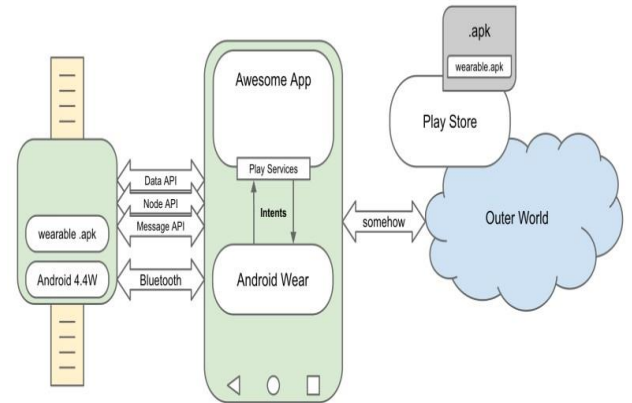 .apk
wearable.apk
Awesome App
Play Store
Play Services
Data API
Node API
Message API
Intents
somehow
Outer World
wearable .apk
Android 4.4W
Bluetooth
Android Wear